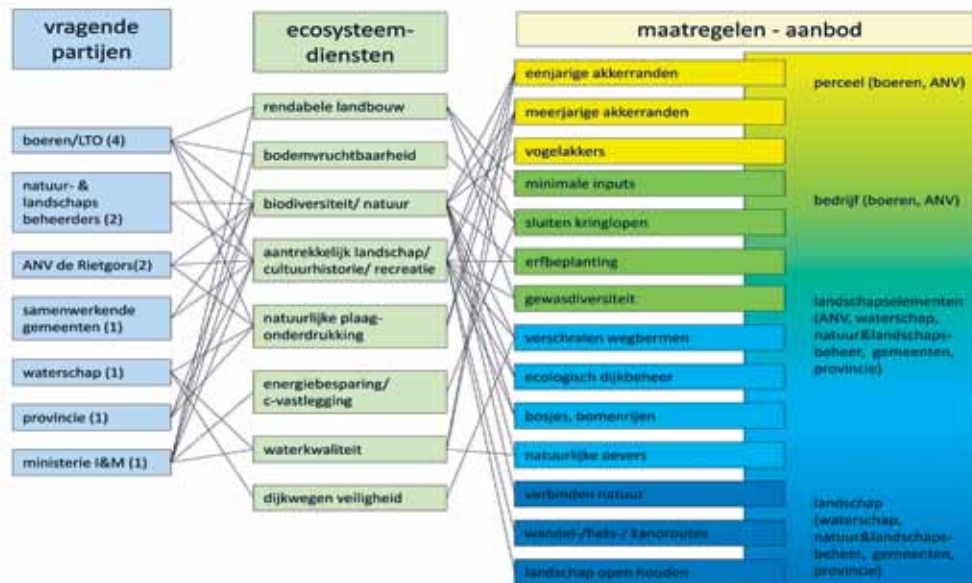 vragende
partijen
ecosysteem-
diensten
maatregelen - aanbod
boeren/LTO (4)
natuur- &
landschaps
beheerders (2)
ANV de Rietgors(2)
samenwerkende
gemeenten (1)
waterschap (1)
provincie (1)
ministerie I&M (1)
rendabele landbouw
bodemvruchtbaarheid
biodiversiteit/ natuur
aantrekkelijk landschap/
cultuurhistorie/ recreatie
natuurlijke plaag-
onderdrukking
energiebesparing/
c-vastlegging
waterkwaliteit
dijkwegen veiligheid
eenjarige akkerranden
meerjarige akkerranden
vogelakkers
minimale inputs
sluiten kringlopen
erfbeplanting
gewasdiversiteit
verschralen wegbermen
ecologisch dijkbeheer
bosjes, bomenrijen
natuurlijke oevers
verbinden natuur
wandel-/fiets-/ kanoroutes
landschap open houden
perceel (boeren, ANV)
bedrijf (boeren, ANV)
landschapselementen
(ANV, waterschap,
natuur&landschaps-
beheer, gemeenten,
provincie)
landschap
(waterschap,
natuur&landschaps-
beheer, gemeenten,
provincie)